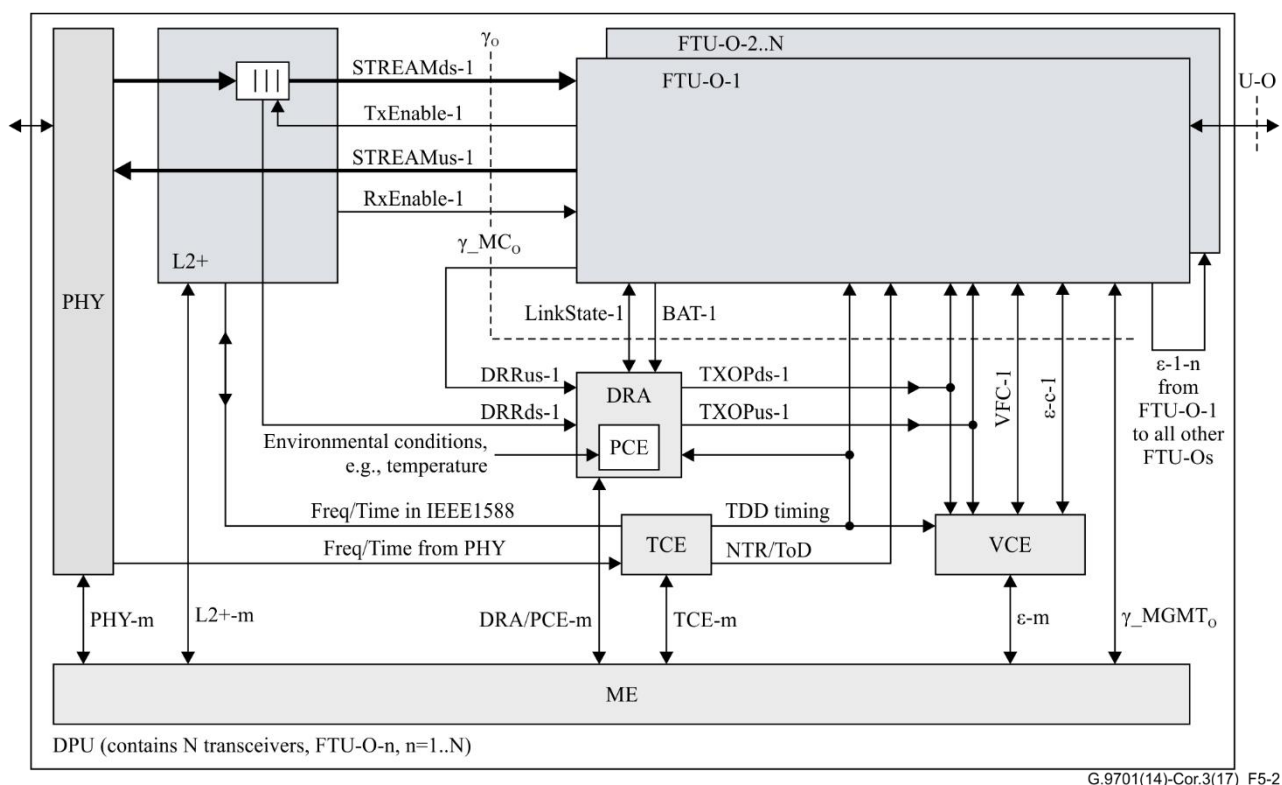 γO
FTU-O-2..N
STREAMds-1
FTU-O-1
U-O
TxEnable-1
STREAMus-1
RxEnable-1
γ_MCO
L2+
PHY
LinkState-1
BAT-1
ε-1-n
from
FTU-O-1
to all other
FTU-Os
DRRus-1
DRA
TXOPds-1
VFC-1
ε-c-1
DRRds-1
TXOPus-1
Environmental conditions,
e.g., temperature
PCE
Freq/Time in IEEE1588
TDD timing
TCE
VCE
Freq/Time from PHY
NTR/ToD
PHY-m
L2+-m
DRA/PCE-m
TCE-m
ε-m
γ_MGMTO
ME
DPU (contains N transceivers, FTU-O-n, n=1..N)
G.9701(14)-Cor.3(17)_F5-2